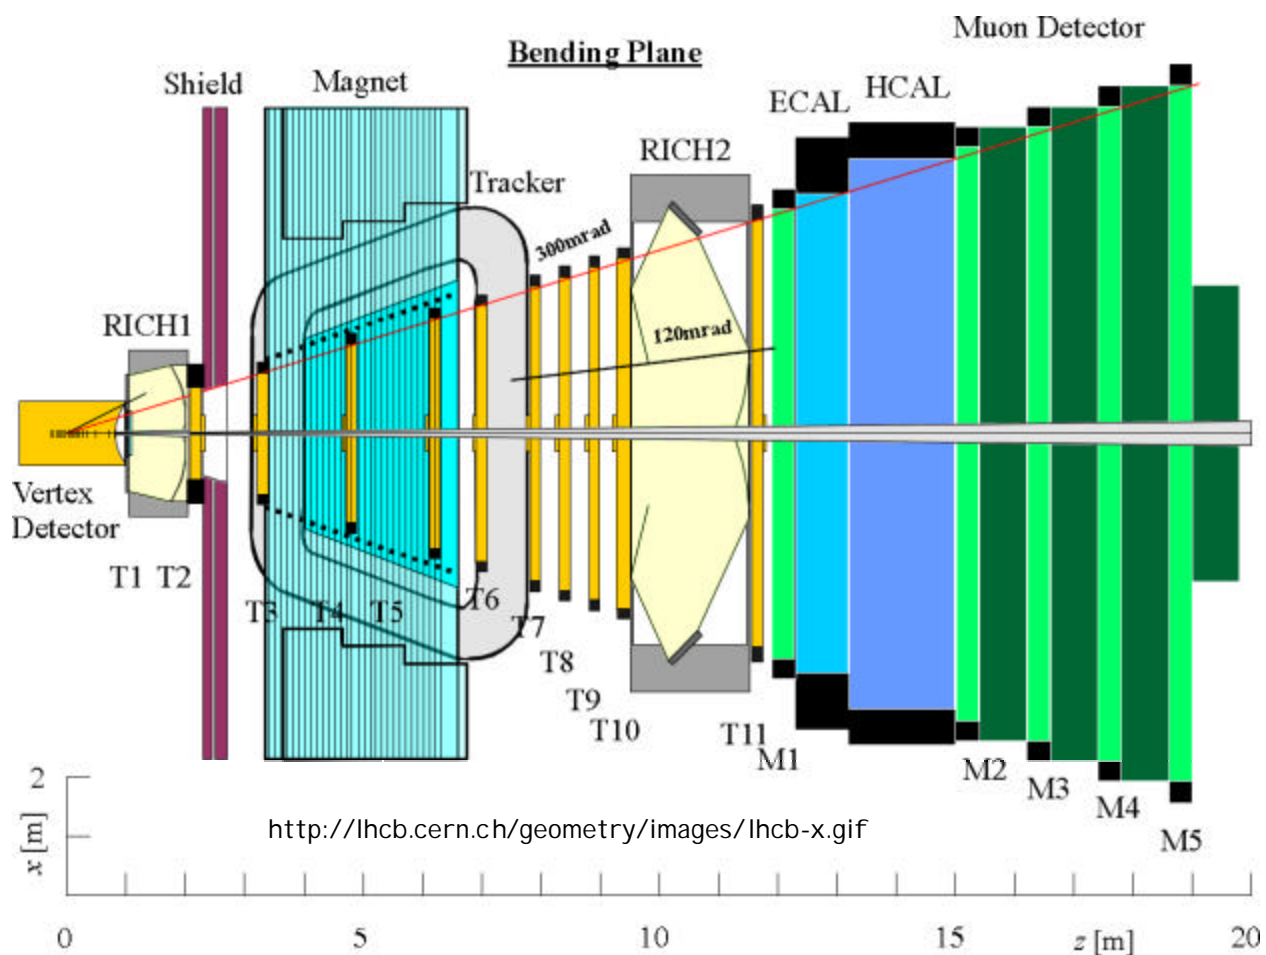 Muon Detector
Bending Plane
Shield
Magnet
ECAL
HCAL
RICH2
Tracker
300mrad
RICH1
120mrad
Vertex
Detector
T1 T2
T3
T4
T5
T6
T7
T8
T9
T10
T11
M1
M2
M3
M4
M5
2
x [m]
http://lhcb.cern.ch/geometry/images/lhcb-x.gif
0
5
10
15
z [m]
20